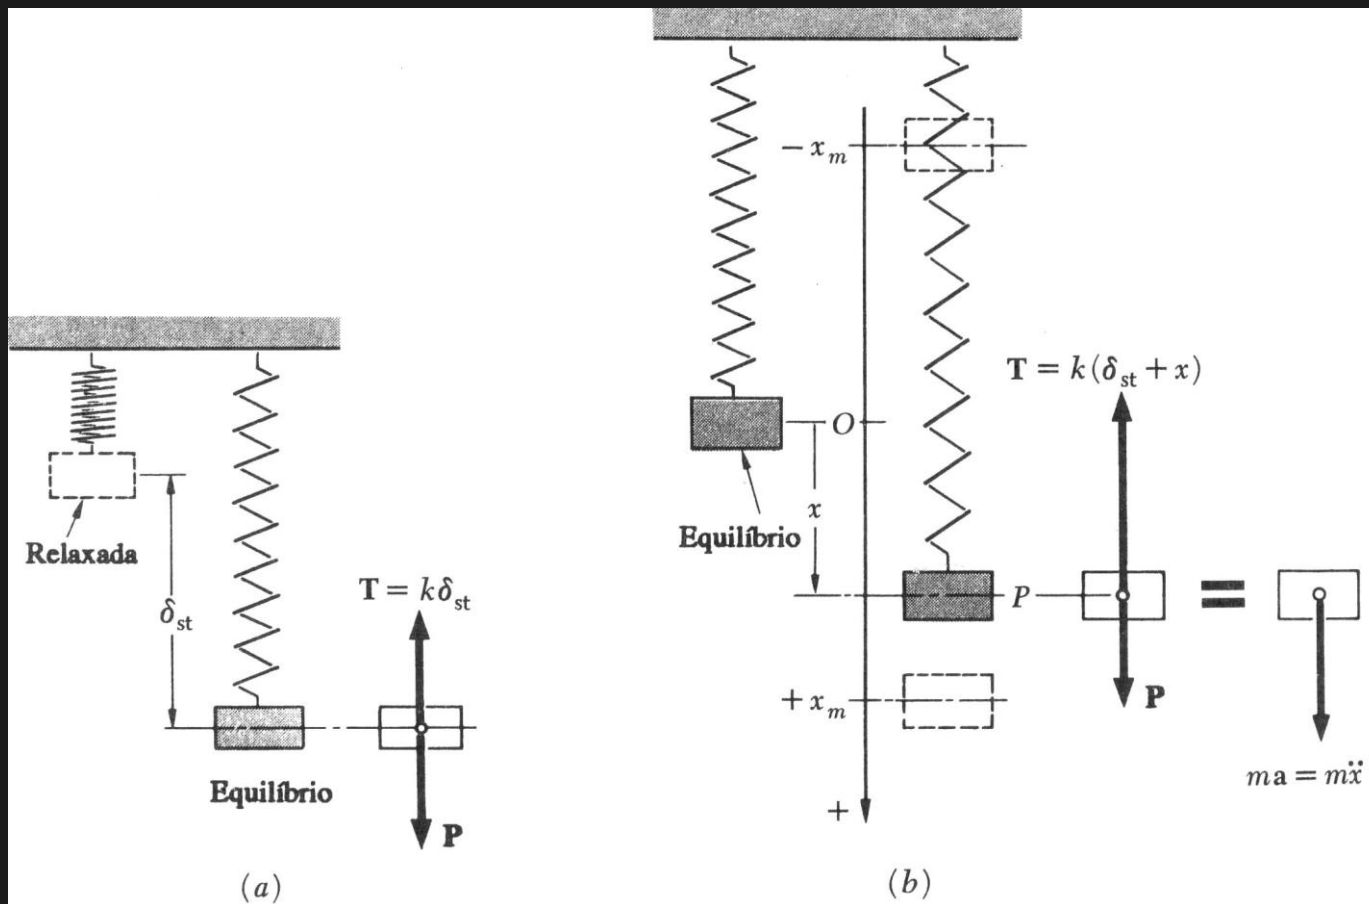 Relaxada
δst
T = kδst
Equilíbrio
P
(a)
− xm
O
x
Equilíbrio
T = k(δst + x)
P
P
+ xm
ma = mẍ
+
(b)